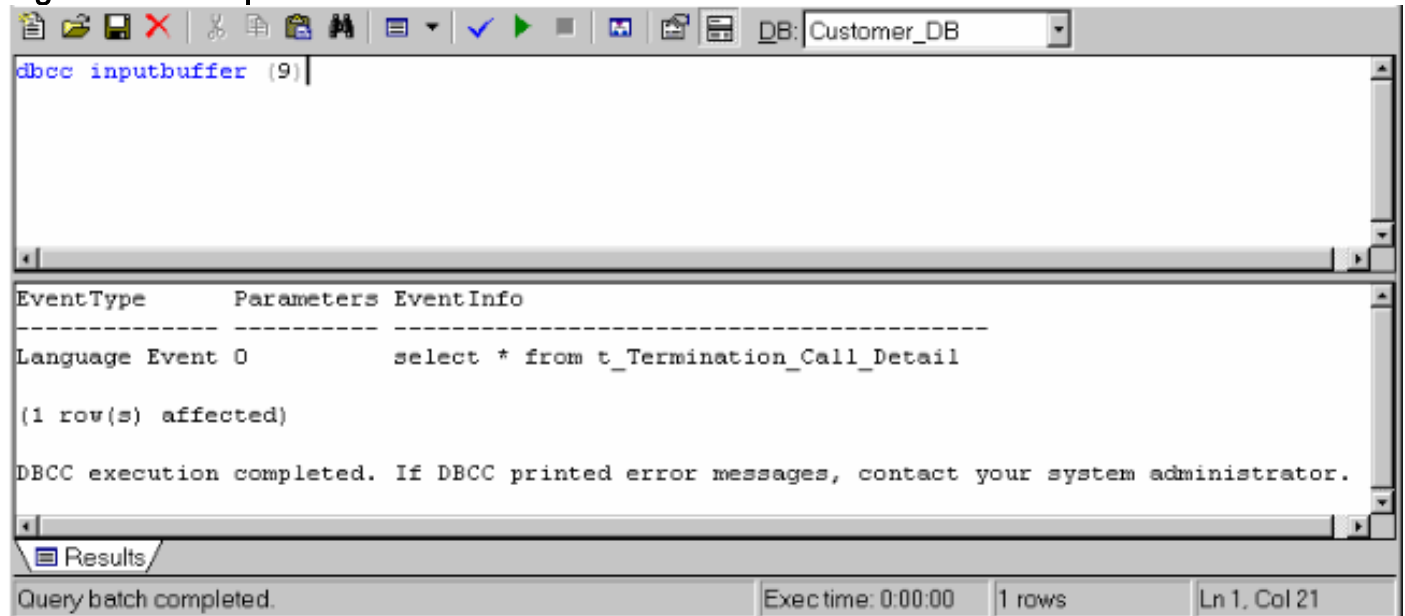 DB: Customer_DB
dbcc inputbuffer (9)
EventType Parameters EventInfo
-------------- ---------- -----------------------------------------
Language Event 0 select * from t_Termination_Call_Detail
(1 row(s) affected)
DBCC execution completed. If DBCC printed error messages, contact your system administrator.
Results
Query batch completed. Exec time: 0:00:00 1 rows Ln 1, Col 21